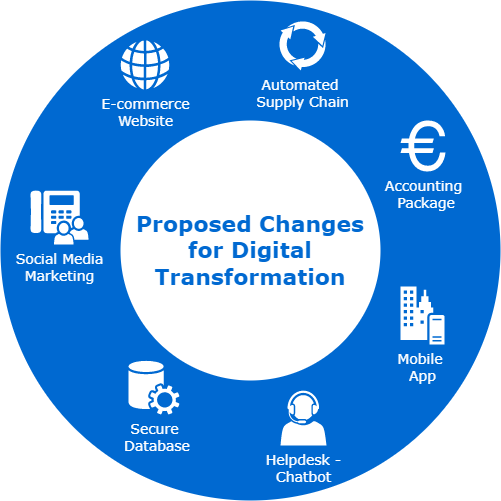 Proposed Changes
for Digital
Transformation
Automated
Supply Chain
Accounting
Package
Mobile
App
Helpdesk -
Chatbot
Secure
Database
Social Media
Marketing
E-commerce
Website